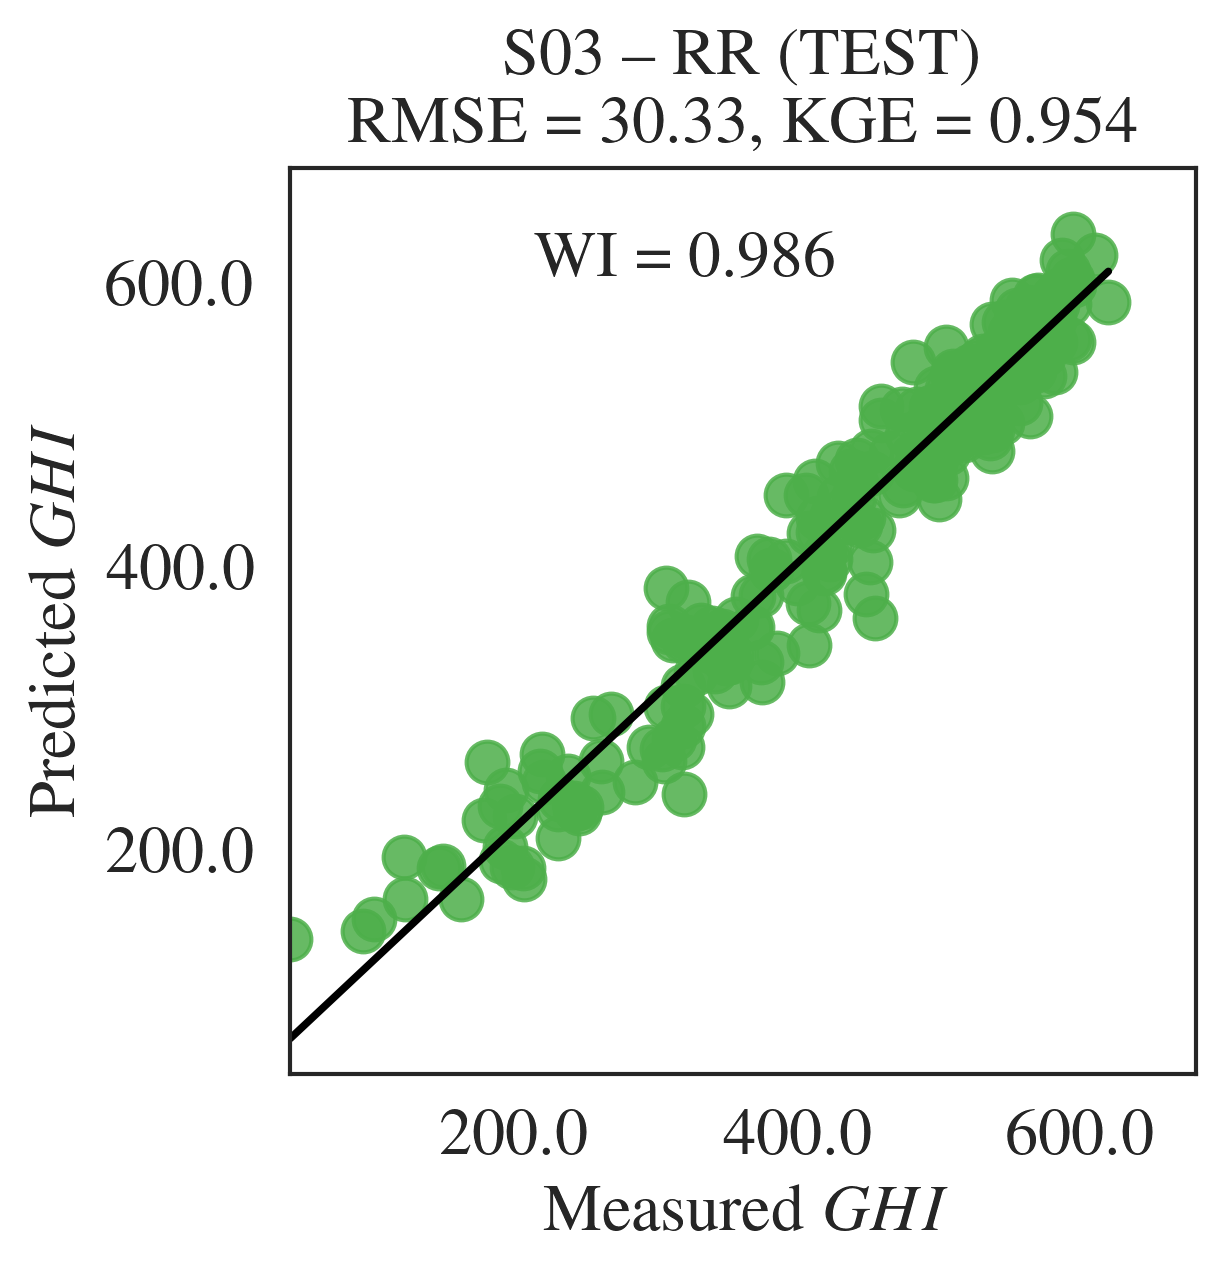 S03 – RR (TEST)
RMSE = 30.33, KGE = 0.954
WI = 0.986
600.0
400.0
200.0
Predicted GHI
200.0 400.0 600.0
Measured GHI